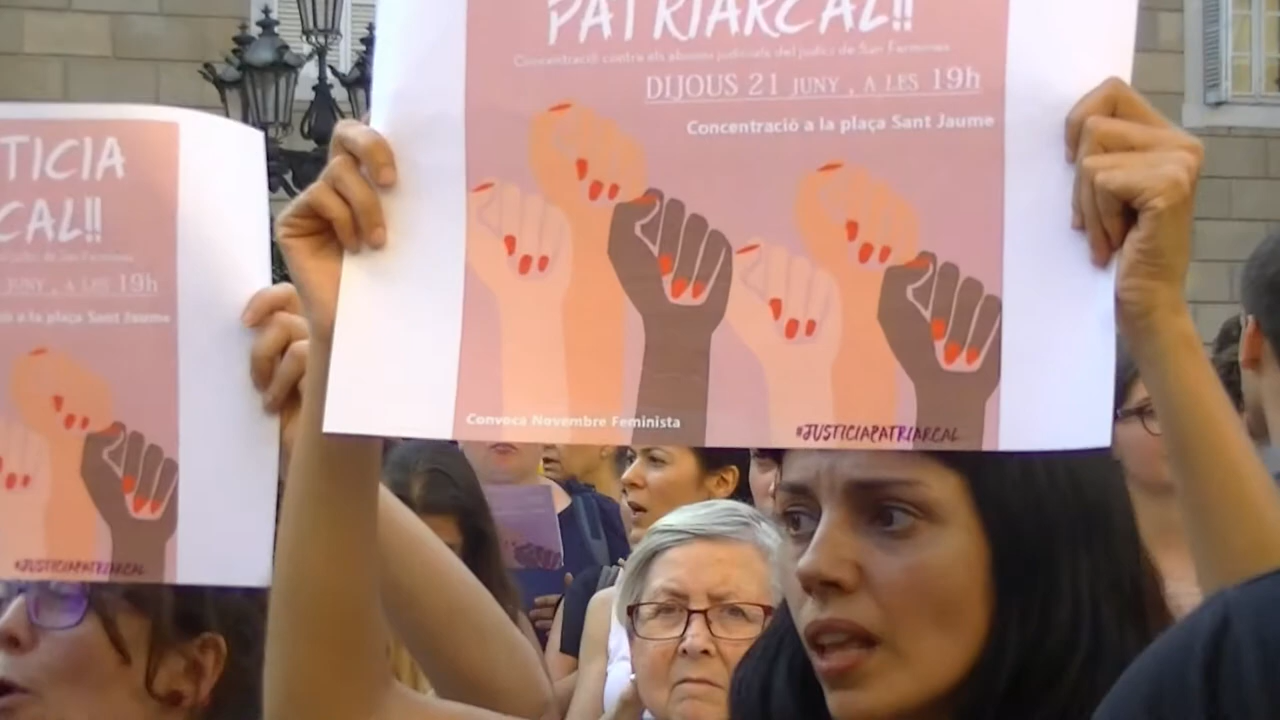 TICIA
CAL!!
JUNY , A LES 19h
a la plaça Sant Jaume
#JUSTICIAPATRIARCAL
PATRIARCAL!!
Concentració contra els abusos judicials del judici de San Fermines
DIJOUS 21 JUNY , A LES 19h
Concentració a la plaça Sant Jaume
Convoca Novembre Feminista
#JUSTICIAPATRIARCAL